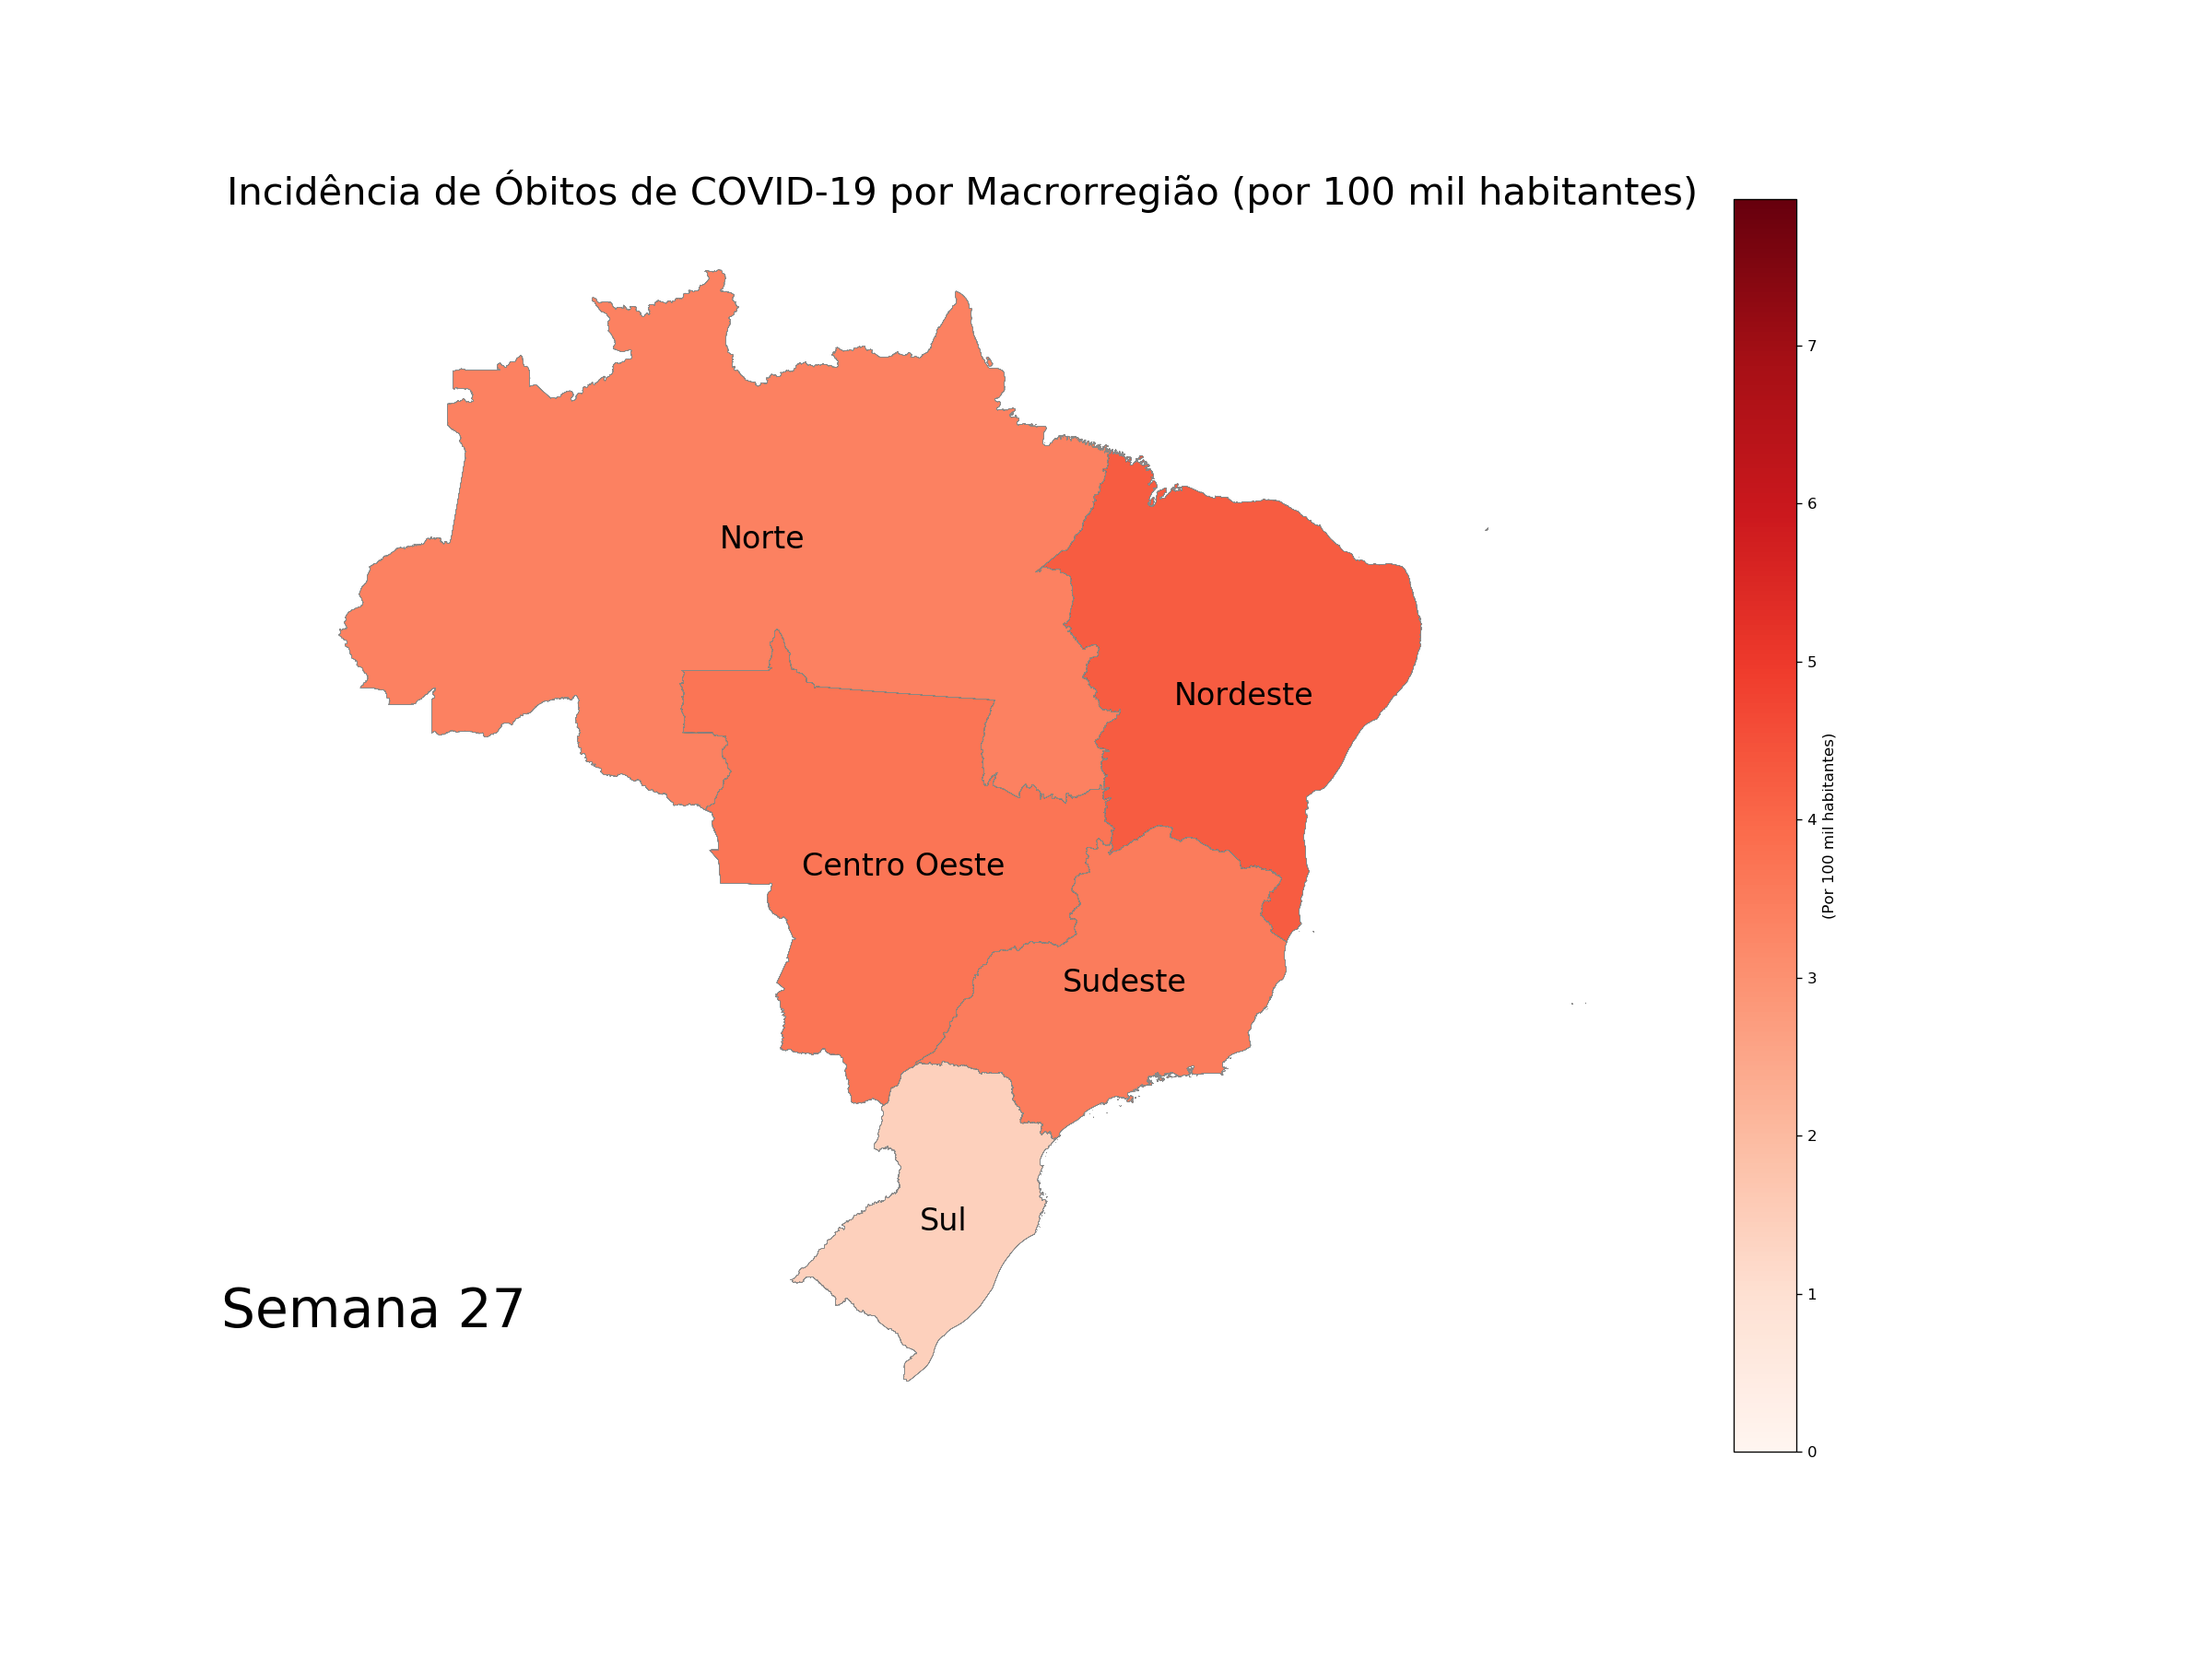 Incidência de Óbitos de COVID-19 por Macrorregião (por 100 mil habitantes)
Norte
Nordeste
Centro Oeste
Sudeste
Sul
Semana 27
7
6
5
4
3
2
1
0
(Por 100 mil habitantes)